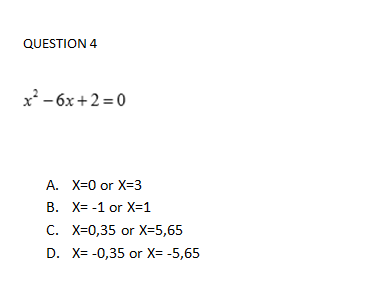 QUESTION 4
x² – 6x + 2 = 0
A. X=0 or X=3
B. X= -1 or X=1
C. X=0,35 or X=5,65
D. X= -0,35 or X= -5,65